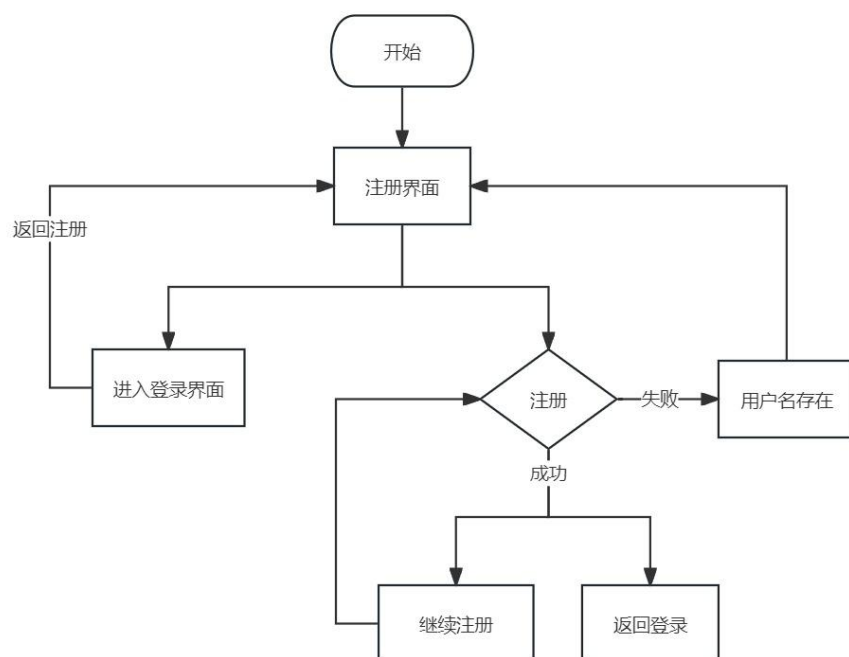 开始
注册界面
返回注册
进入登录界面
注册
失败
用户名存在
成功
继续注册
返回登录